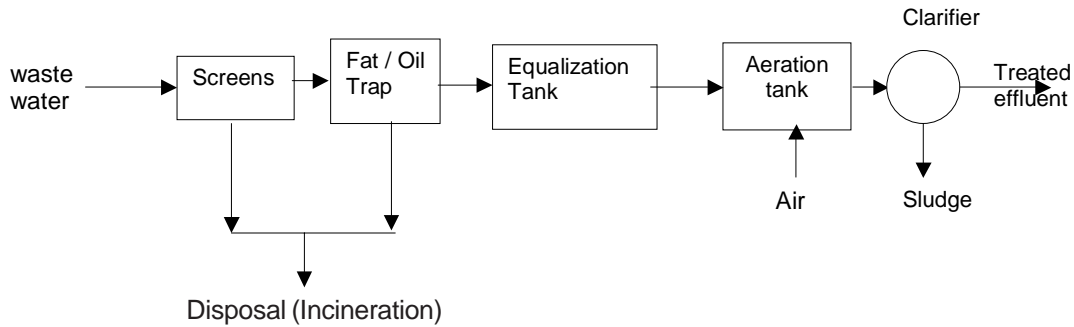 Clarifier
waste
water
Screens
Fat / Oil
Trap
Equalization
Tank
Aeration
tank
Treated
effluent
Air
Sludge
Disposal (Incineration)